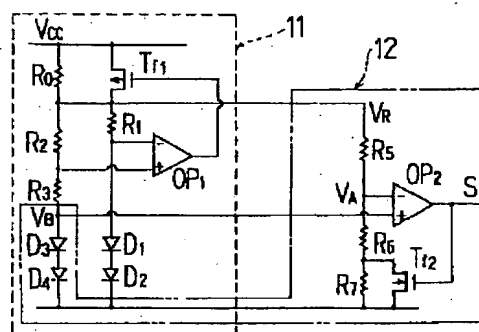 11
12
Vcc
R0
Tr1
R1
R2
OP1
R3
VB
D3
D1
D4
D2
VR
R5
VA
OP2
S
R6
Tr2
R7